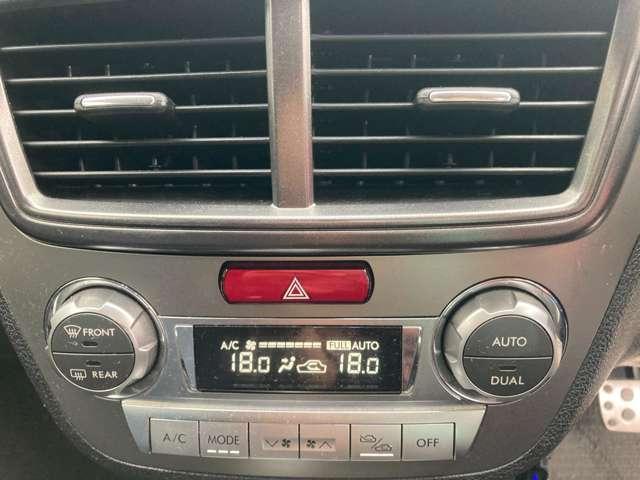 FRONT
REAR
A/C FULL AUTO
18.0 18.0
AUTO
DUAL
A/C MODE OFF